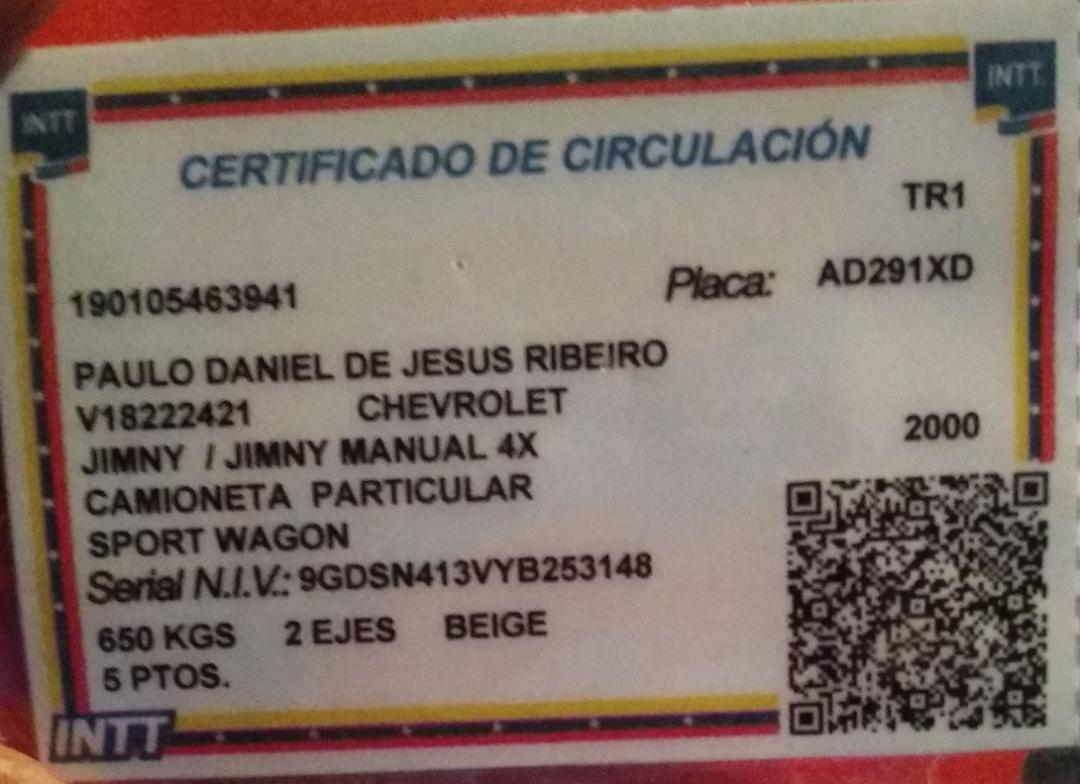 INTT
INTT
CERTIFICADO DE CIRCULACIÓN
TR1
190105463941 Placa: AD291XD
PAULO DANIEL DE JESUS RIBEIRO
V18222421 CHEVROLET
JIMNY / JIMNY MANUAL 4X 2000
CAMIONETA PARTICULAR
SPORT WAGON
Serial N.I.V.: 9GDSN413VYB253148
650 KGS 2 EJES BEIGE
5 PTOS.
INTT